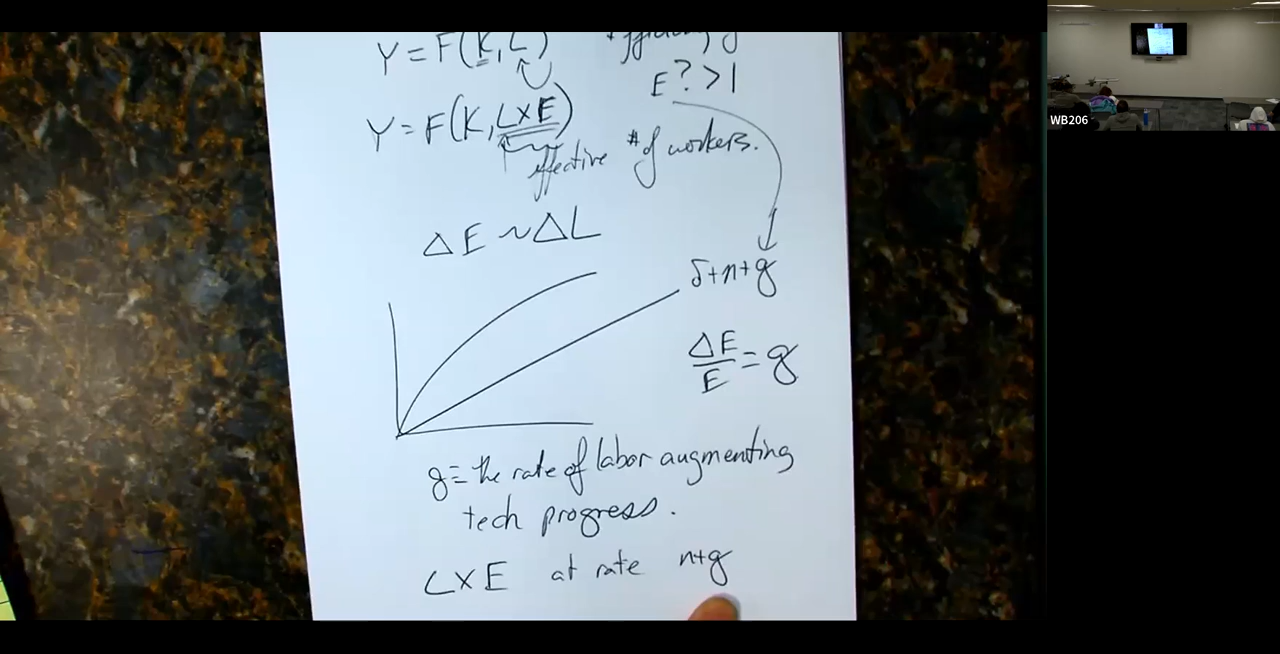 Y = F(K, L)
E? > 1
Y = F(K, L×E)
effective # of workers.
ΔE ~ ΔL
δ+n+g
ΔE/E = g
g = the rate of labor augmenting
tech progress.
L×E at rate n+g
WB206